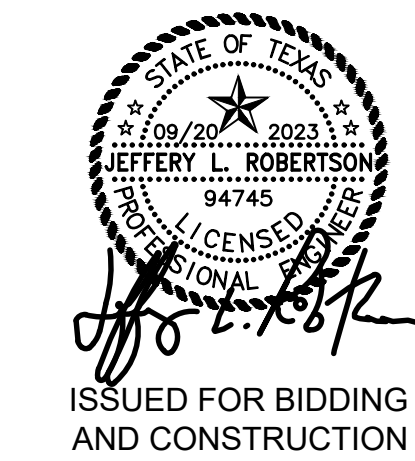 STATE OF TEXAS
09/20 2023
JEFFERY L. ROBERTSON
94745
LICENSED
PROFESSIONAL ENGINEER
ISSUED FOR BIDDING
AND CONSTRUCTION